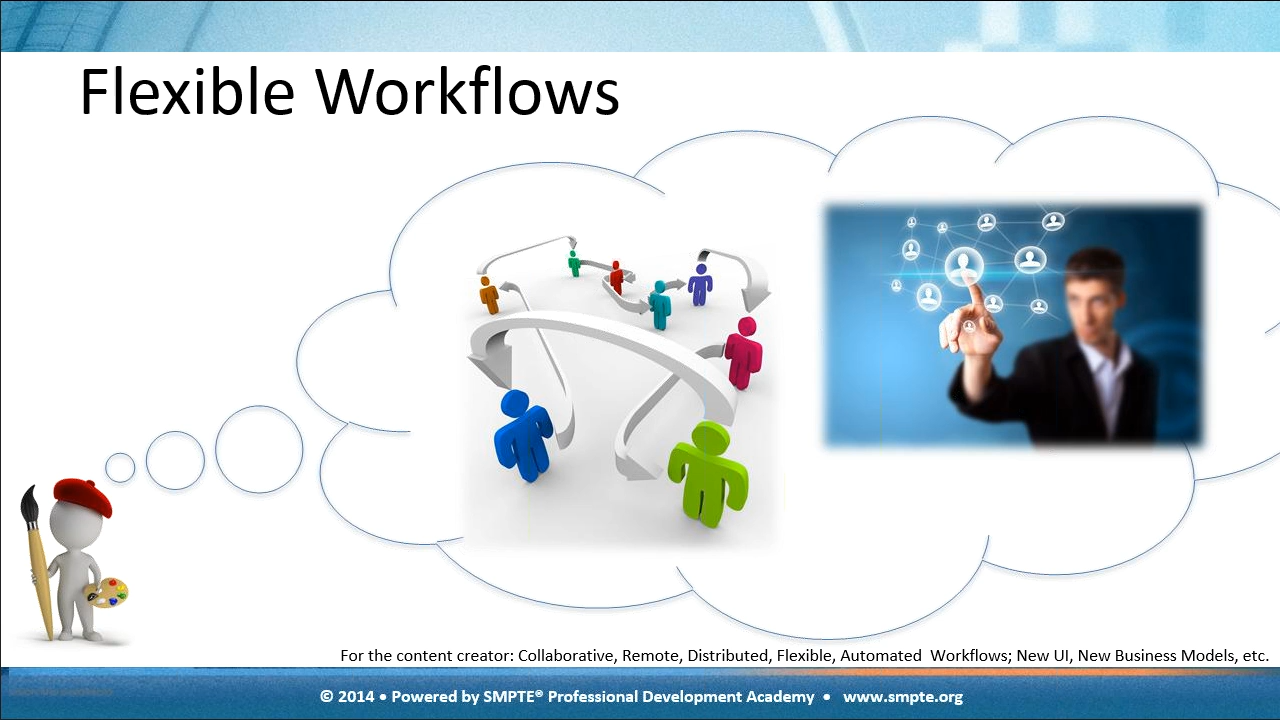 Flexible Workflows
For the content creator: Collaborative, Remote, Distributed, Flexible, Automated  Workflows; New UI, New Business Models, etc.
© 2014 • Powered by SMPTE® Professional Development Academy  •   www.smpte.org